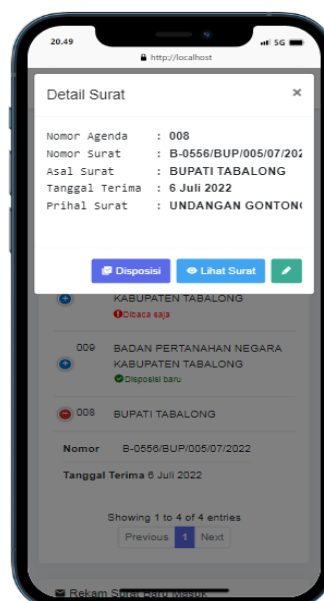 20.49
5G
http://localhost
Detail Surat ×
Nomor Agenda : 008
Nomor Surat : B-0556/BUP/005/07/202
Asal Surat : BUPATI TABALONG
Tanggal Terima : 6 Juli 2022
Prihal Surat : UNDANGAN GONTON
Disposisi Lihat Surat
KABUPATEN TABALONG
Dibaca saja
009 BADAN PERTANAHAN NEGARA
KABUPATEN TABALONG
Disposisi baru
008 BUPATI TABALONG
Nomor B-0556/BUP/005/07/2022
Tanggal Terima 6 Juli 2022
Showing 1 to 4 of 4 entries
Previous 1 Next
Rekam Surat Baru Masuk